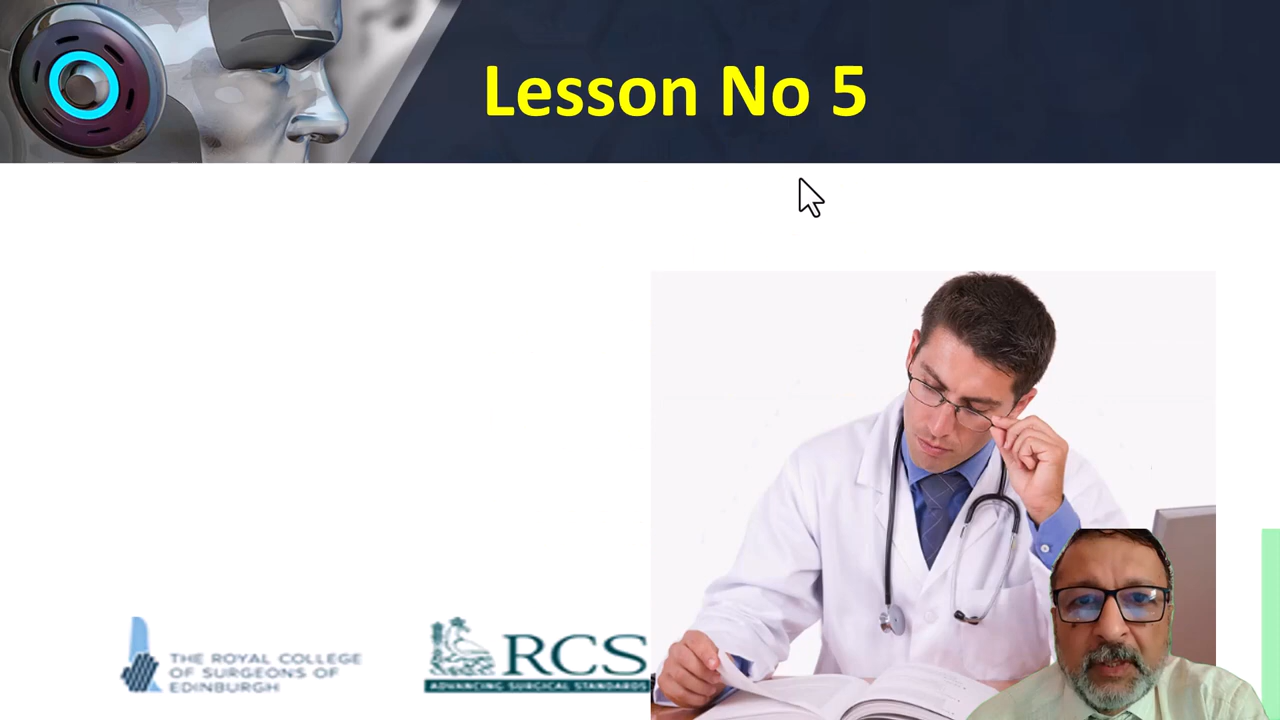 Lesson No 5
THE ROYAL COLLEGE
OF SURGEONS OF
EDINBURGH
RCS
ADVANCING SURGICAL STANDARDS